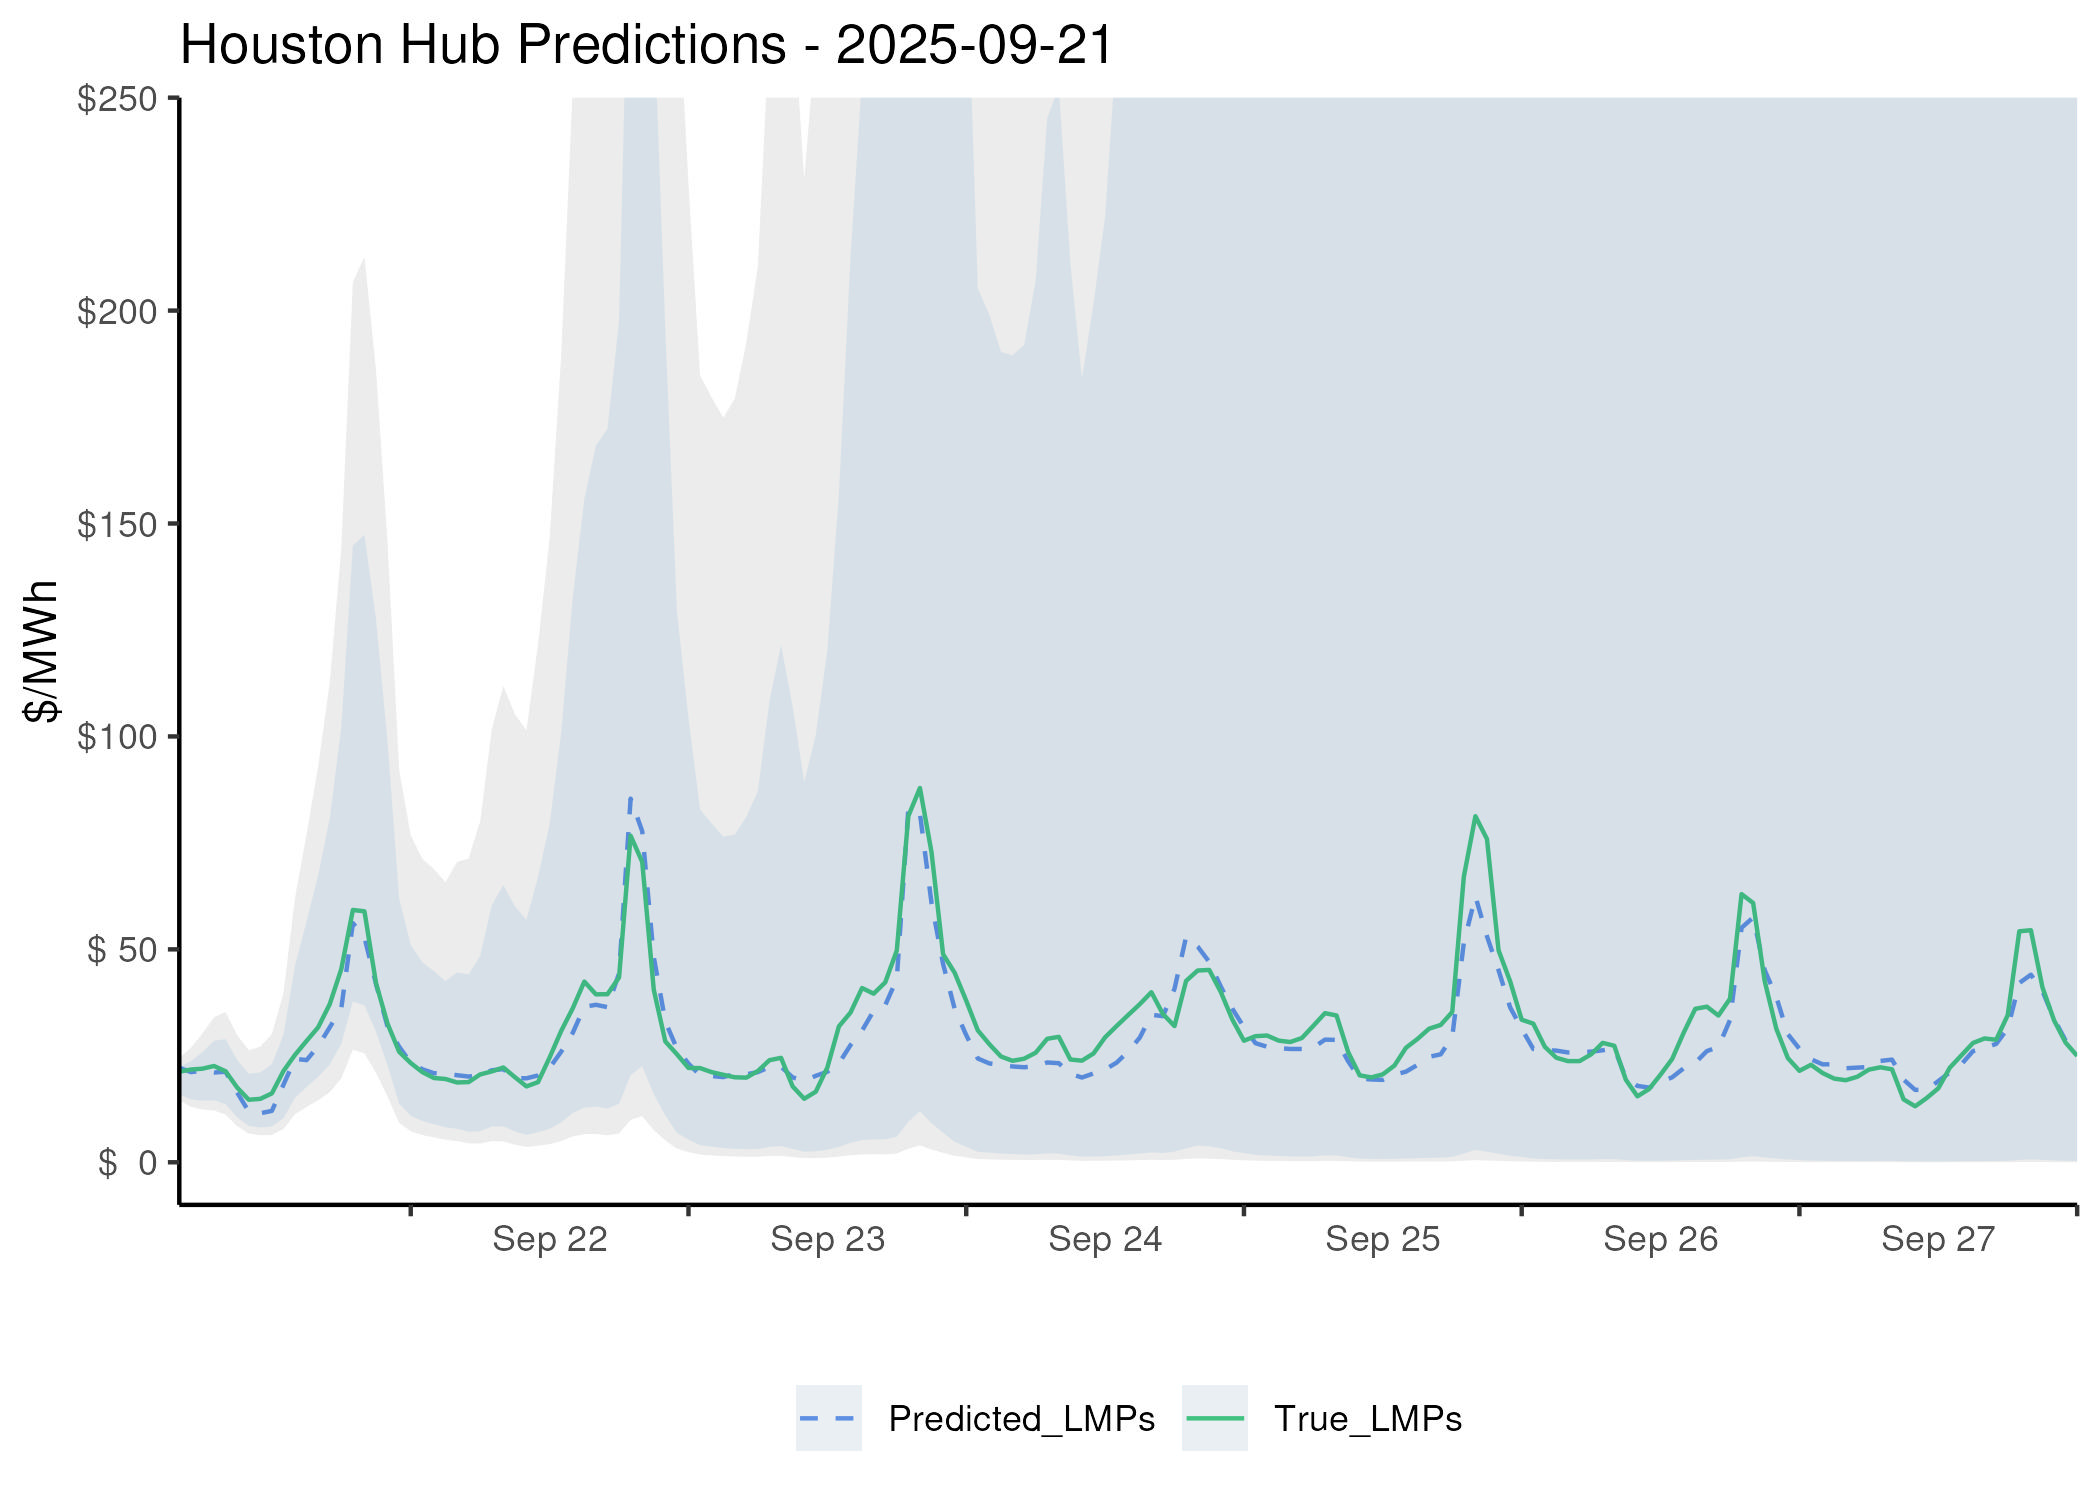 Houston Hub Predictions - 2025-09-21
$250
$200
$150
$100
$ 50
$  0
$/MWh
Sep 22 Sep 23 Sep 24 Sep 25 Sep 26 Sep 27
Predicted_LMPs True_LMPs